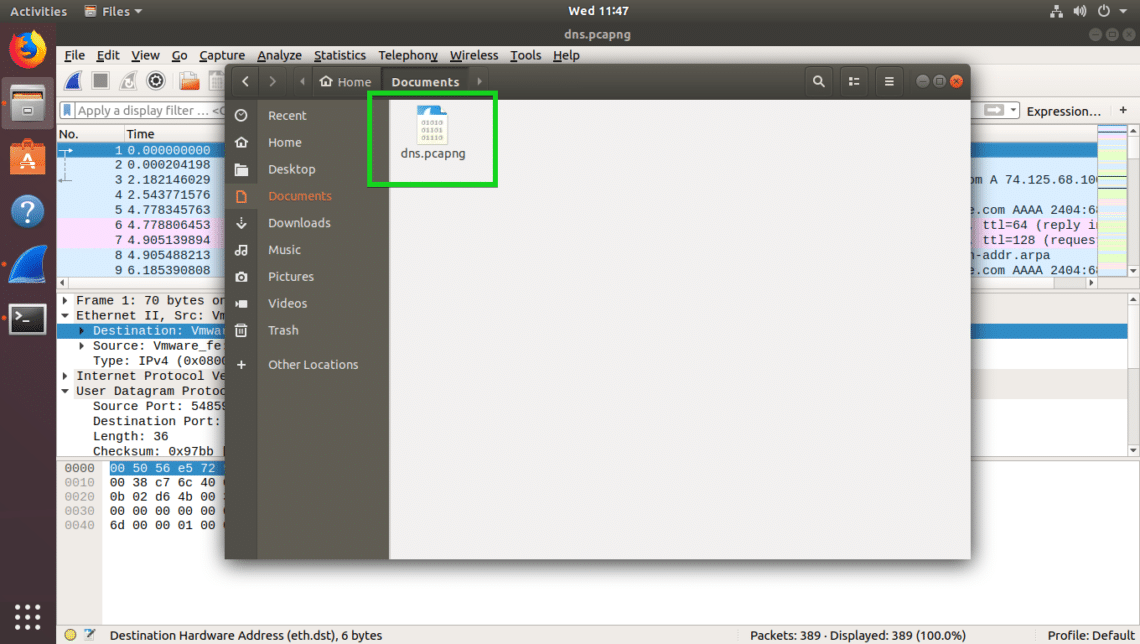 Activities Files Wed 11:47
dns.pcapng
File Edit View Go Capture Analyze Statistics Telephony Wireless Tools Help
Home Documents
Apply a display filter … <C Expression… +
No. Time
1 0.000000000
2 0.000204198
3 2.182146029
4 2.543771576
5 4.778345763
6 4.778806453
7 4.905139894
8 4.905488213
9 6.185390808
om A 74.125.68.10
e.com AAAA 2404:68
ttl=64 (reply i
ttl=128 (reques
n-addr.arpa
e.com AAAA 2404:68
Recent
Home
Desktop
Documents
Downloads
Music
Pictures
Videos
Trash
+ Other Locations
01010
01101
01110
dns.pcapng
Frame 1: 70 bytes on
Ethernet II, Src: Vm
Destination: Vmwar
Source: Vmware_fe
Type: IPv4 (0x0800
Internet Protocol Ve
User Datagram Protoc
Source Port: 5485
Destination Port:
Length: 36
Checksum: 0x97bb
0000 00 50 56 e5 72
0010 00 38 c7 6c 40
0020 0b 02 d6 4b 00
0030 00 00 00 00 00
0040 6d 00 00 01 00
Destination Hardware Address (eth.dst), 6 bytes Packets: 389 · Displayed: 389 (100.0%) Profile: Default